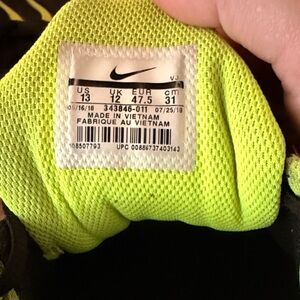 VJ
US UK EUR cm
13 12 47.5 31
05/16/18 343846-011 07/25/18
MADE IN VIETNAM
FABRIQUE AU VIETNAM
UPC 00886737403143